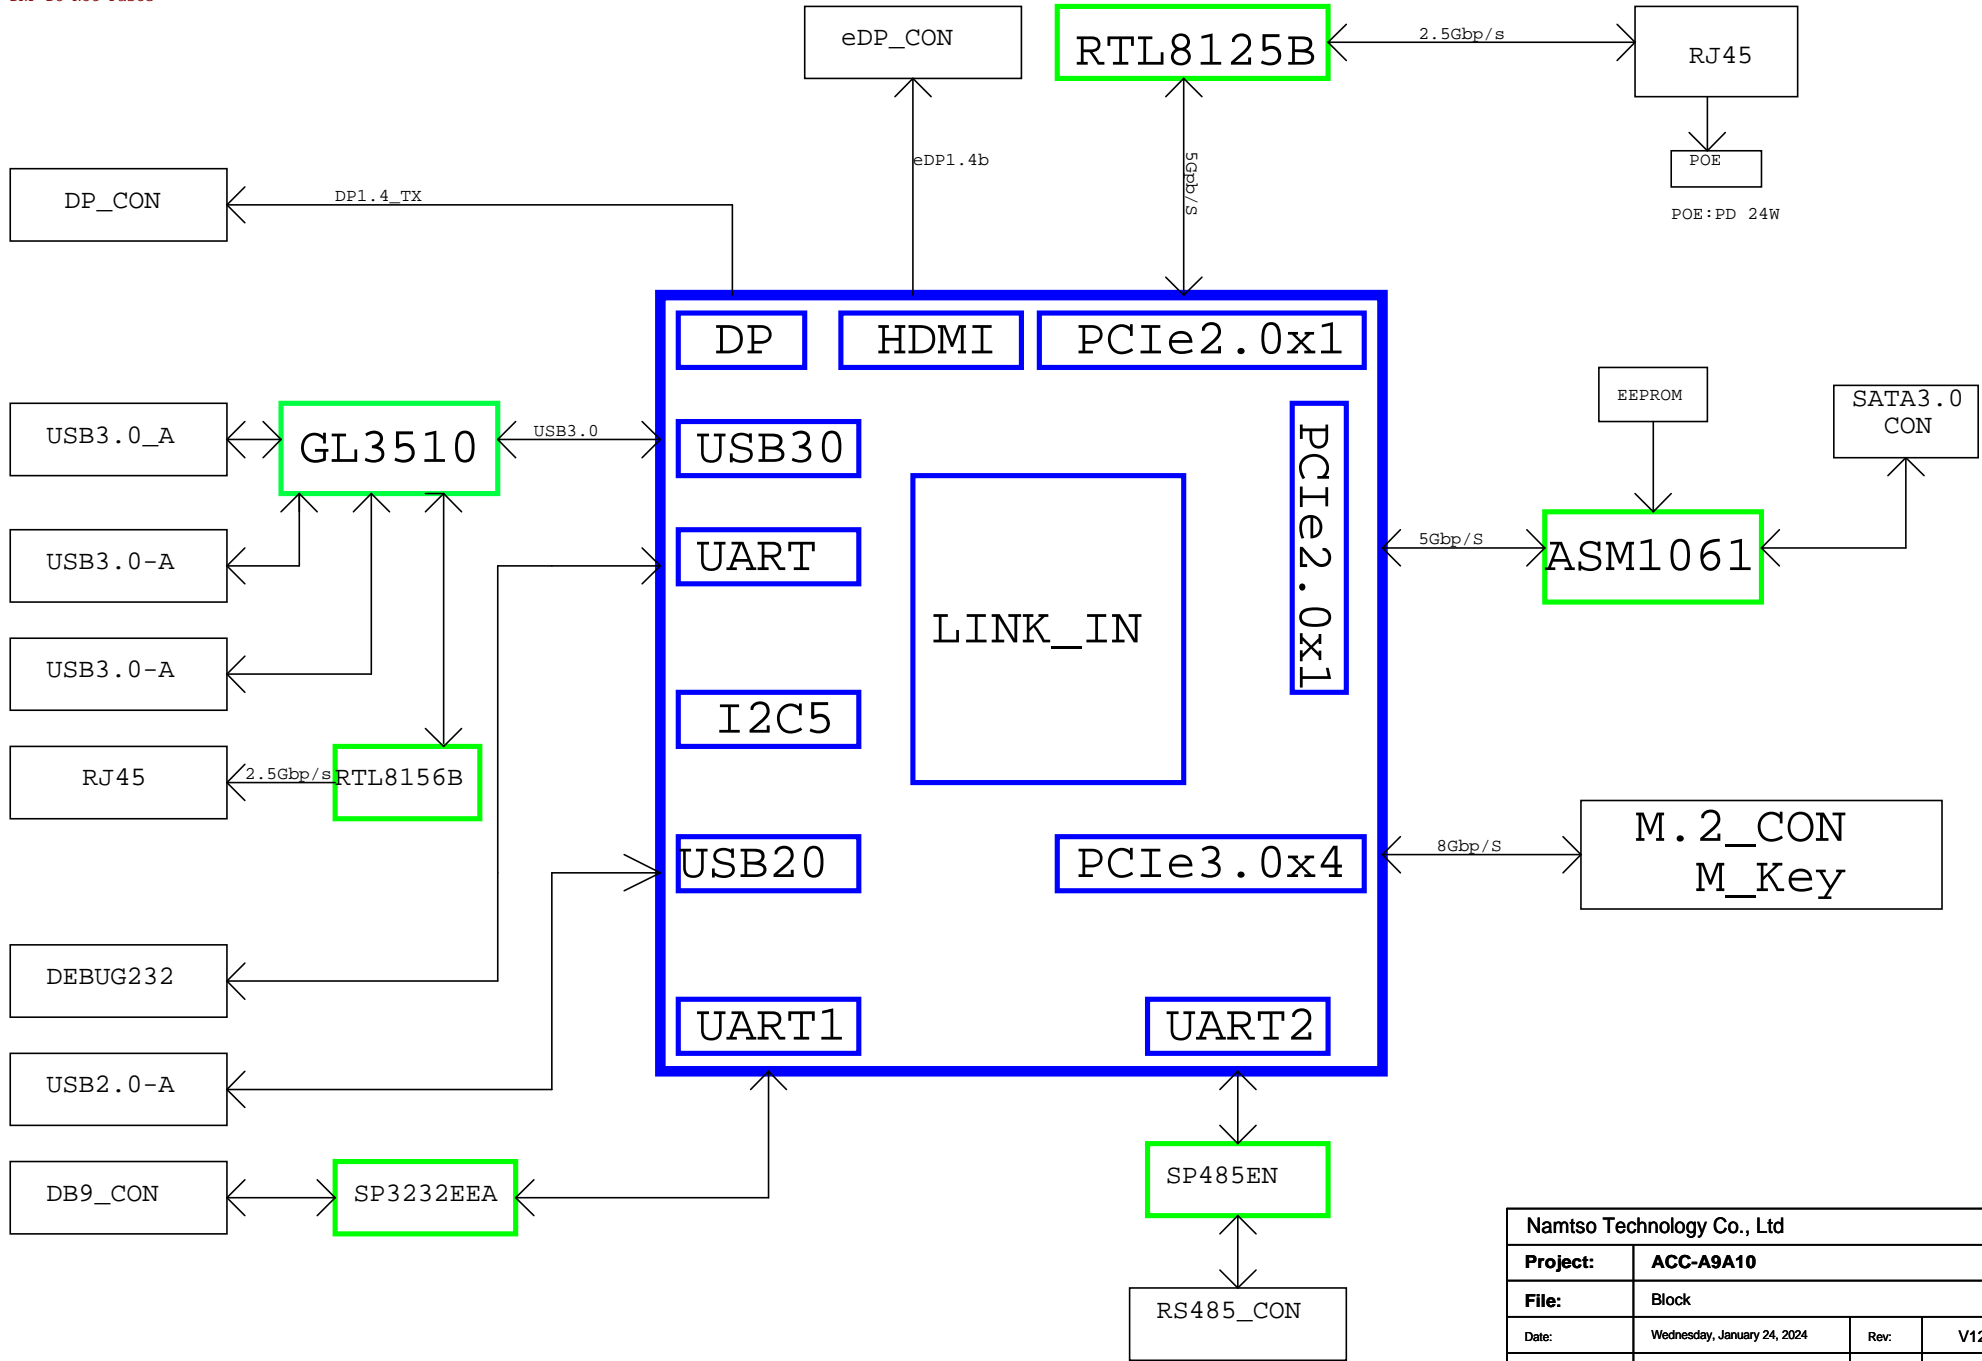 eDP_CON
RTL8125B
2.5Gbp/s
RJ45
eDP1.4b
5Gpb/S
POE
POE:PD 24W
DP_CON
DP1.4_TX
DP
HDMI
PCIe2.0x1
USB3.0_A
GL3510
USB3.0
USB30
PCIe2.0x1
EEPROM
SATA3.0
CON
USB3.0-A
UART
5Gbp/S
ASM1061
LINK_IN
USB3.0-A
I2C5
RJ45
2.5Gbp/s
RTL8156B
USB20
PCIe3.0x4
8Gbp/S
M.2_CON
M_Key
DEBUG232
UART1
UART2
USB2.0-A
DB9_CON
SP3232EEA
SP485EN
RS485_CON
Namtso Technology Co., Ltd
Project: ACC-A9A10
File: Block
Date: Wednesday, January 24, 2024 Rev: V12